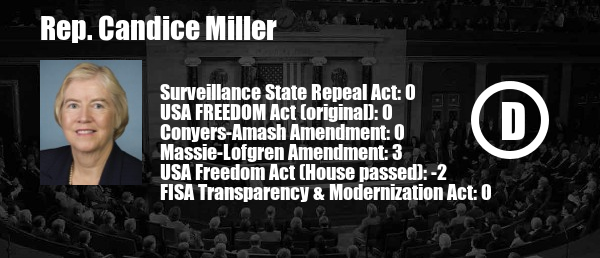 Rep. Candice Miller
Surveillance State Repeal Act: 0
USA FREEDOM Act (original): 0
Conyers-Amash Amendment: 0
Massie-Lofgren Amendment: 3
USA Freedom Act (House passed): -2
FISA Transparency & Modernization Act: 0
D